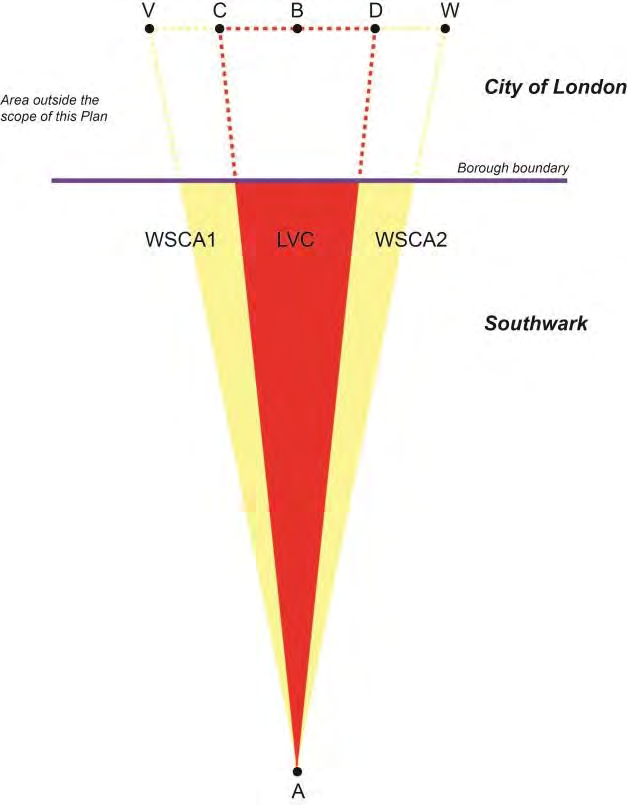 V C B D W
City of London
Area outside the
scope of this Plan
Borough boundary
WSCA1 LVC WSCA2
Southwark
A